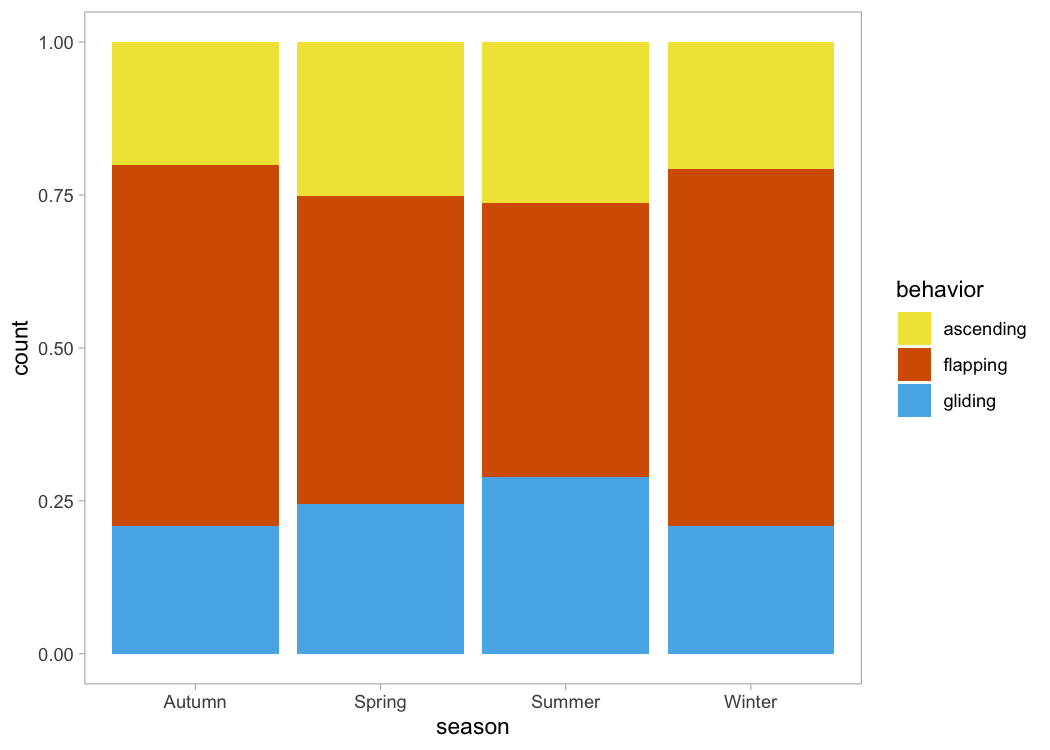 1.00
0.75
0.50
0.25
0.00
count
Autumn Spring Summer Winter
season
behavior
ascending
flapping
gliding